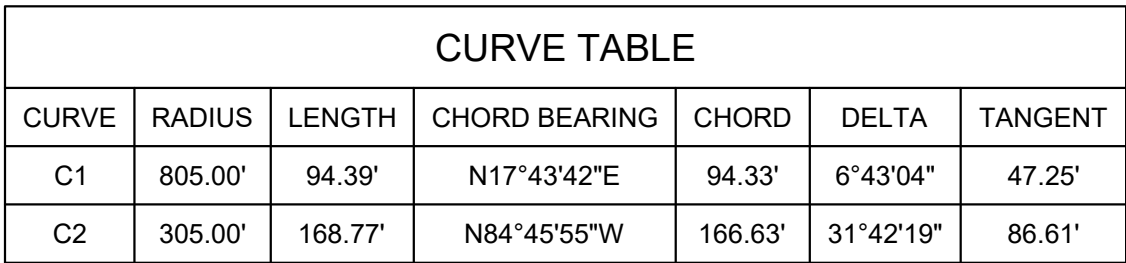 CURVE TABLE
CURVE RADIUS LENGTH CHORD BEARING CHORD DELTA TANGENT
C1 805.00' 94.39' N17°43'42"E 94.33' 6°43'04" 47.25'
C2 305.00' 168.77' N84°45'55"W 166.63' 31°42'19" 86.61'